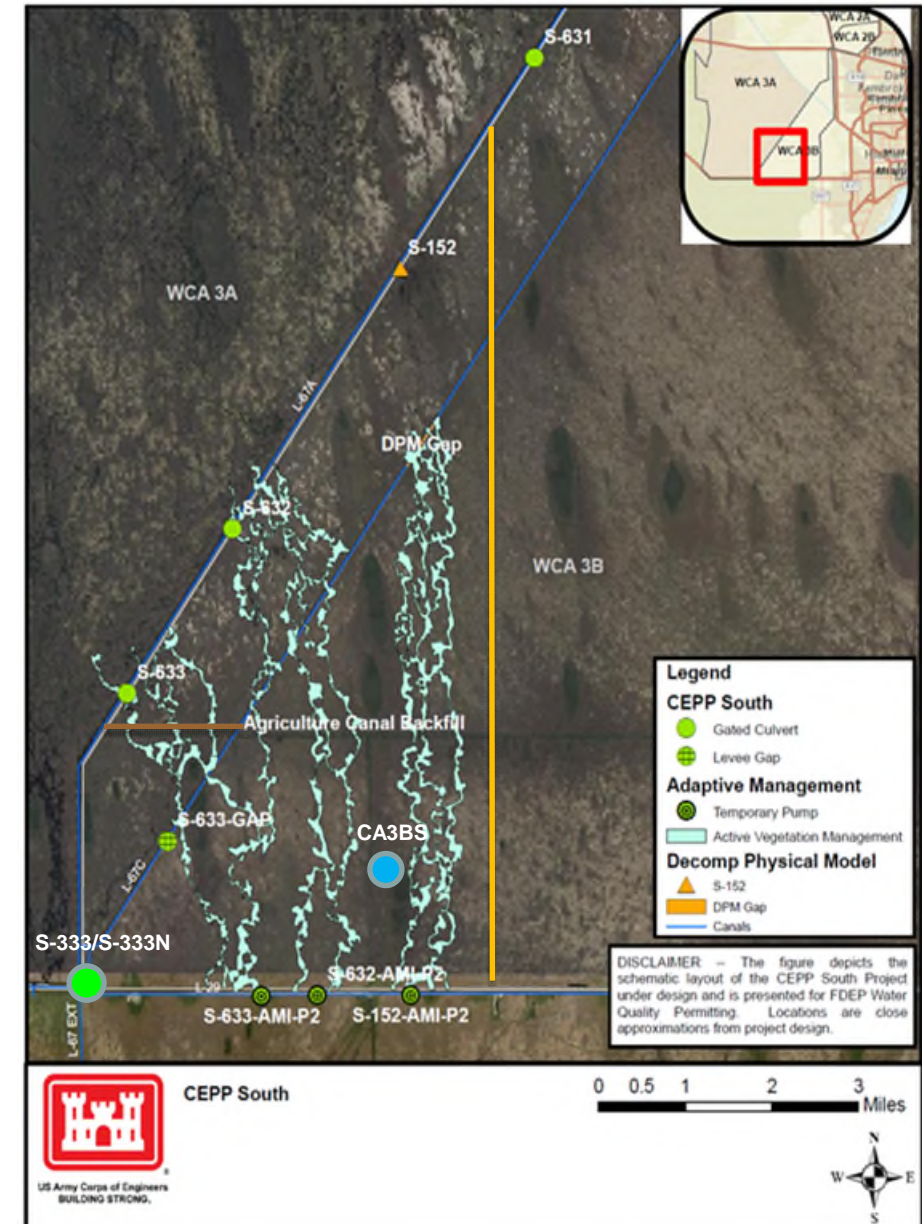 S-631
WCA 2A
WCA 2B
WCA 3A
WCA 3B
S-152
WCA 3A
L-67A
DPM Gap
S-632
WCA 3B
S-633
Agriculture Canal Backfill
S-633-GAP
CA3BS
L-67C
S-333/S-333N
L-29
S-632-AMI-P2
S-633-AMI-P2
S-152-AMI-P2
L-67 EXT
Legend
CEPP South
Gated Culvert
Levee Gap
Adaptive Management
Temporary Pump
Active Vegetation Management
Decomp Physical Model
S-152
DPM Gap
Canals
DISCLAIMER – The figure depicts the
schematic layout of the CEPP South Project
under design and is presented for FDEP Water
Quality Permitting. Locations are close
approximations from project design.
US Army Corps of Engineers
BUILDING STRONG.
CEPP South
0 0.5 1 2 3
Miles
N
W E
S